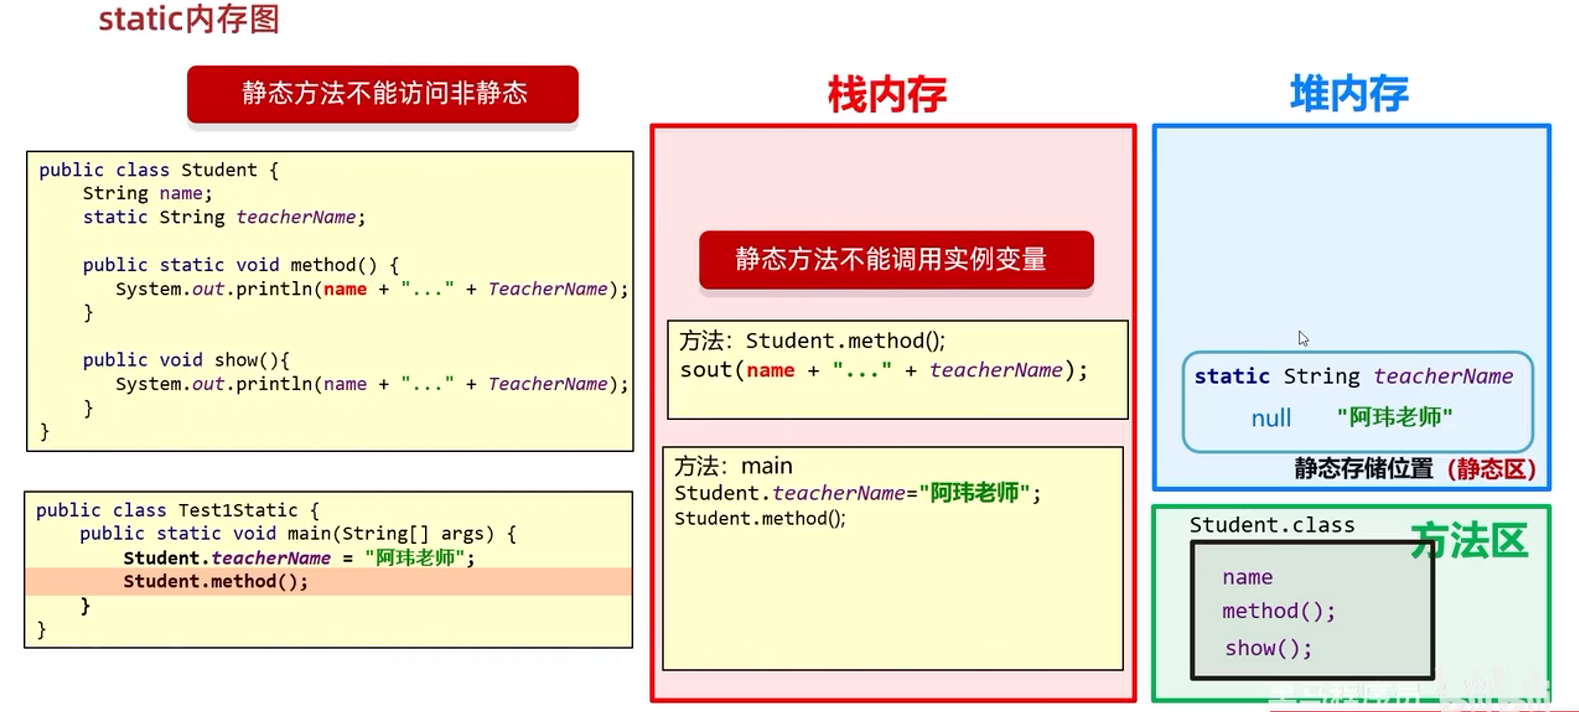 static内存图
静态方法不能访问非静态
public class Student {
String name;
static String teacherName;
public static void method() {
System.out.println(name + "..." + TeacherName);
}
public void show(){
System.out.println(name + "..." + TeacherName);
}
}
public class Test1Static {
public static void main(String[] args) {
Student.teacherName = "阿玮老师";
Student.method();
}
}
栈内存
静态方法不能调用实例变量
方法：Student.method();
sout(name + "..." + teacherName);
方法：main
Student.teacherName="阿玮老师";
Student.method();
堆内存
static String teacherName
null "阿玮老师"
静态存储位置（静态区）
Student.class
方法区
name
method();
show();